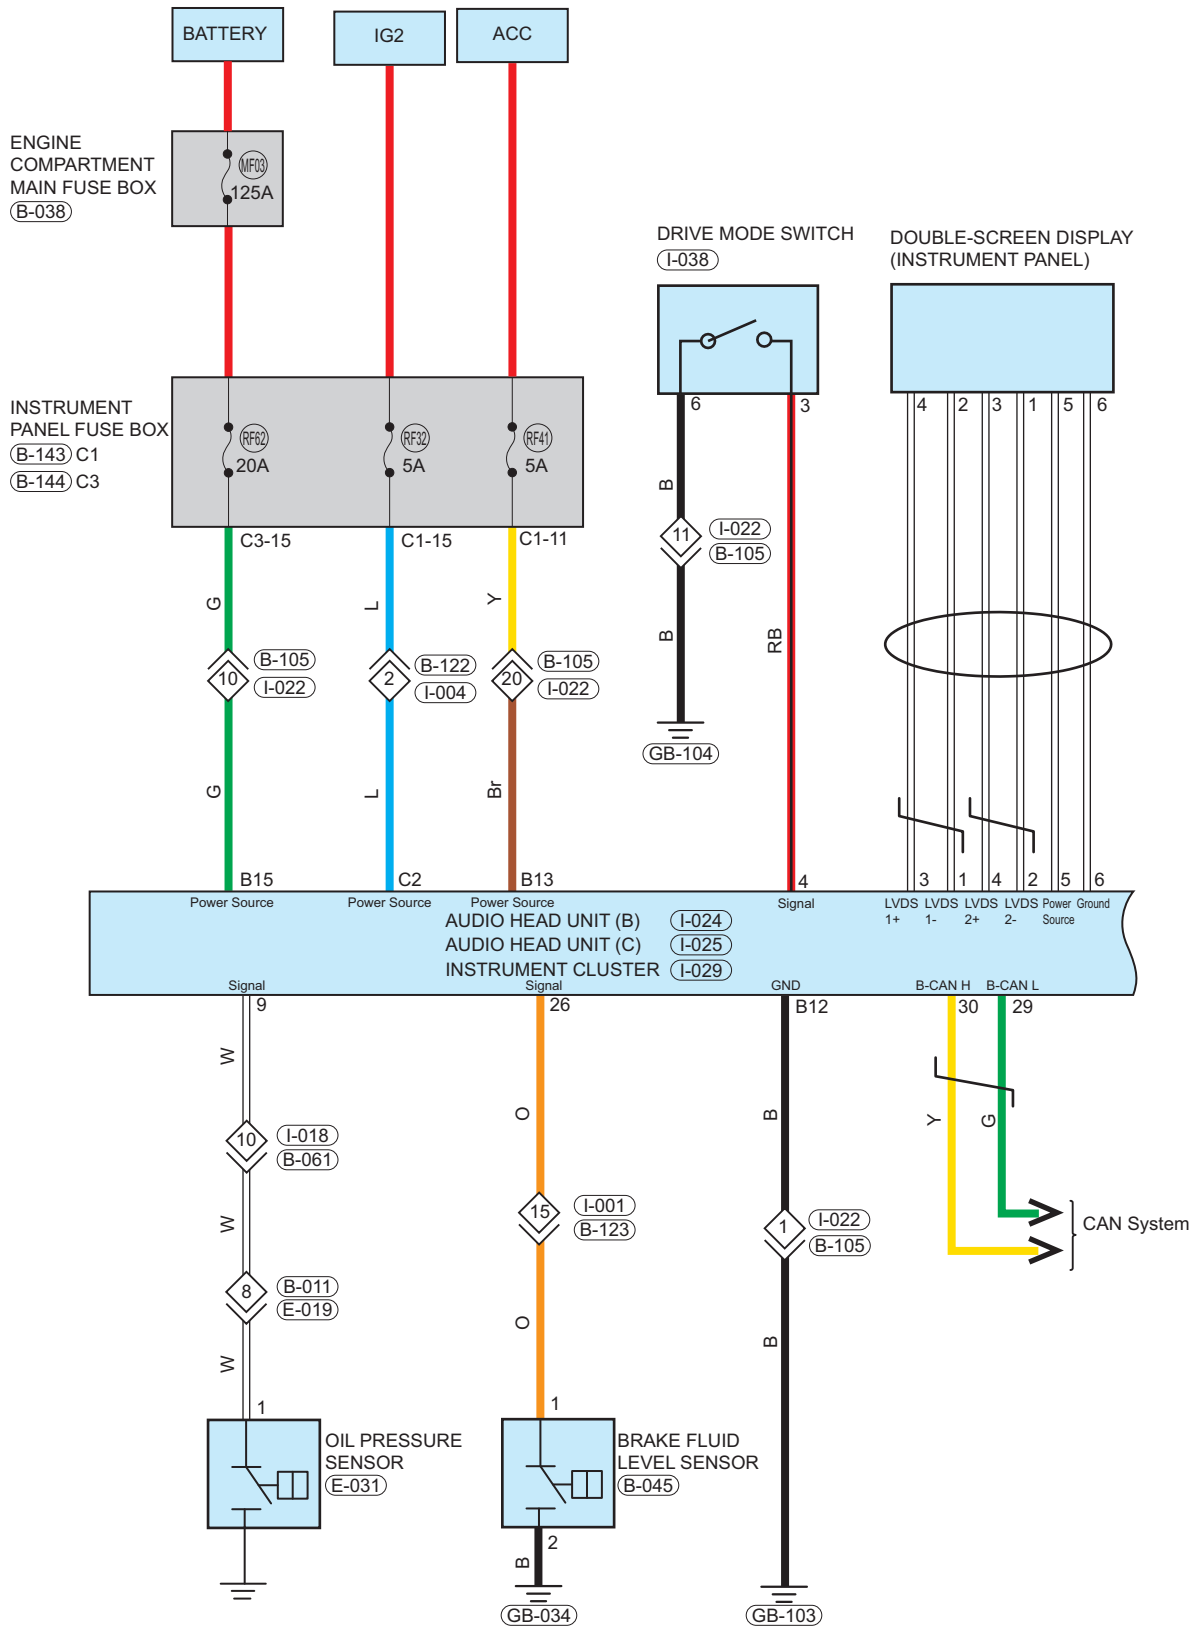 BATTERY
IG2
ACC
ENGINE
COMPARTMENT
MAIN FUSE BOX
B-038
MF03
125A
DRIVE MODE SWITCH
I-038
DOUBLE-SCREEN DISPLAY
(INSTRUMENT PANEL)
6
3
4
2
3
1
5
6
INSTRUMENT
PANEL FUSE BOX
B-143 C1
B-144 C3
RF62
20A
RF32
5A
RF41
5A
C3-15
C1-15
C1-11
B
11
I-022
B-105
G
L
Y
B
RB
10
B-105
I-022
2
B-122
I-004
20
B-105
I-022
GB-104
G
L
Br
B15
C2
B13
4
3
1
4
2
5
6
Power Source
Power Source
Power Source
Signal
LVDS
1+
LVDS
1-
LVDS
2+
LVDS
2-
Power
Source
Ground
AUDIO HEAD UNIT (B) I-024
AUDIO HEAD UNIT (C) I-025
INSTRUMENT CLUSTER I-029
Signal
Signal
GND
B-CAN H
B-CAN L
9
26
B12
30
29
W
O
B
Y
G
10
I-018
B-061
15
I-001
B-123
1
I-022
B-105
CAN System
W
8
B-011
E-019
O
B
W
1
1
OIL PRESSURE
SENSOR
E-031
BRAKE FLUID
LEVEL SENSOR
B-045
2
B
GB-034
GB-103